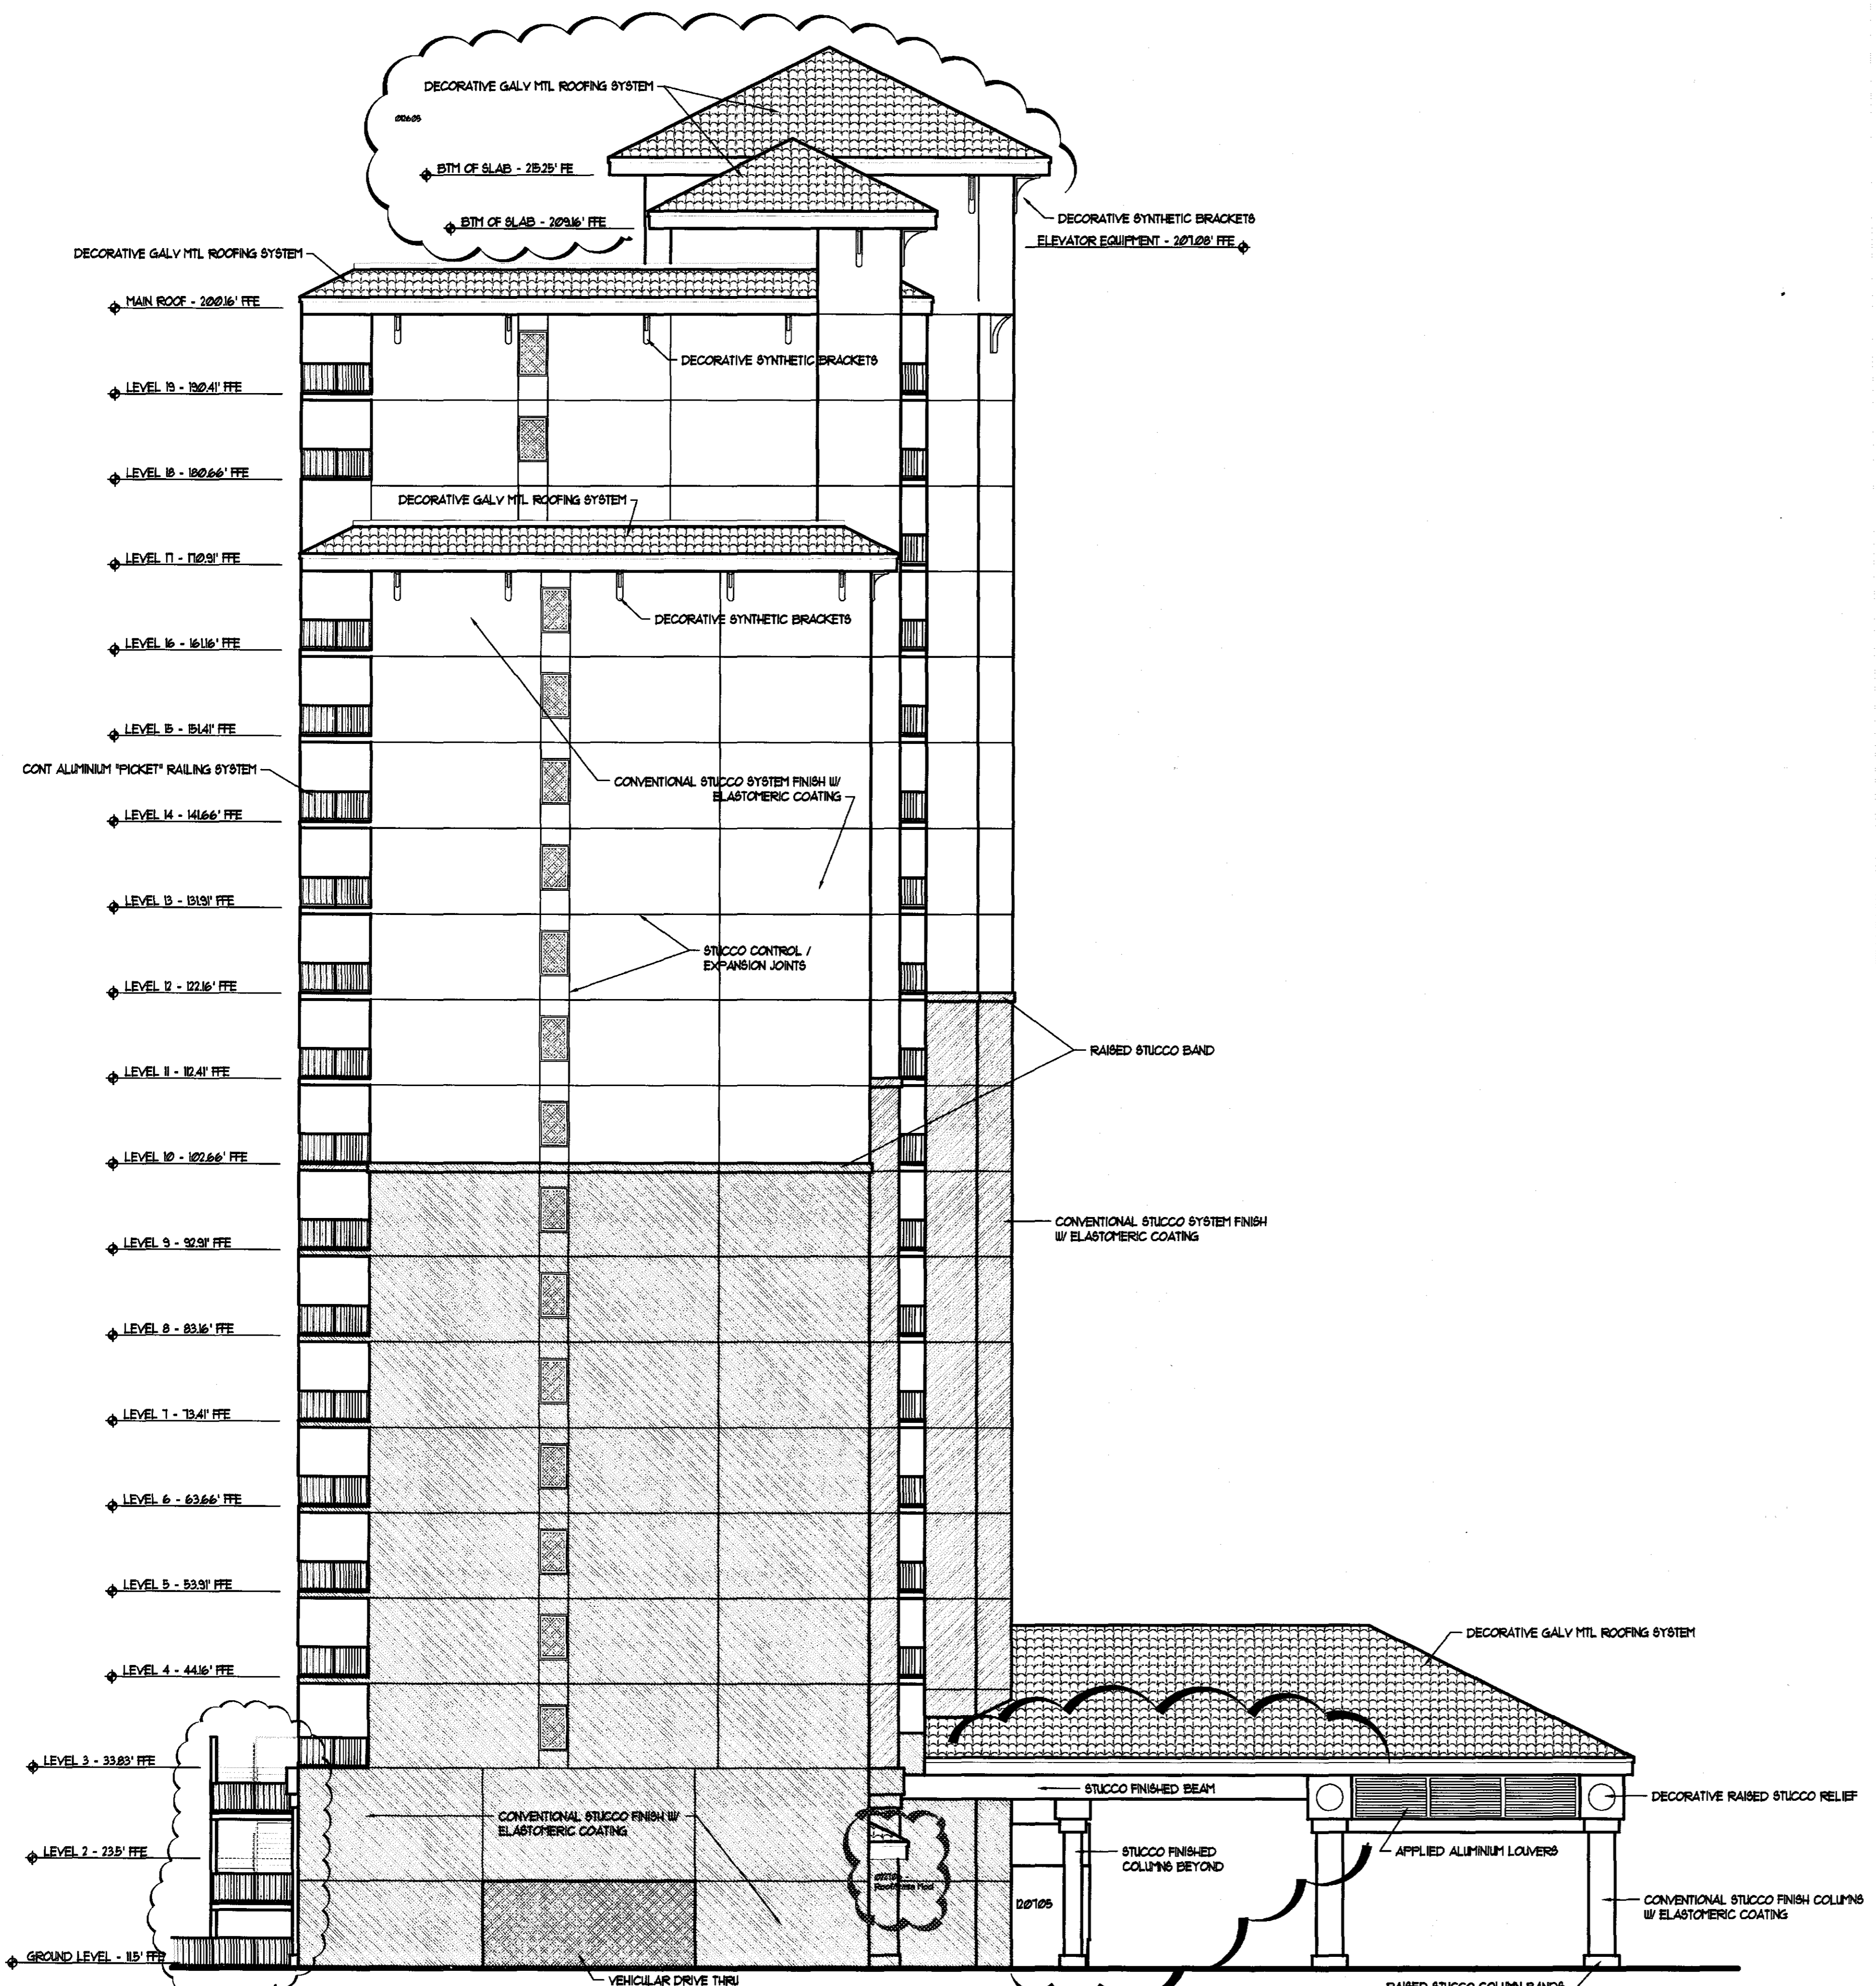 DECORATIVE GALV MTL ROOFING SYSTEM
BTM OF SLAB - 215.25' FE
BTM OF SLAB - 209.16' FFE
DECORATIVE SYNTHETIC BRACKETS
ELEVATOR EQUIPMENT - 207.08' FFE
DECORATIVE GALV MTL ROOFING SYSTEM
MAIN ROOF - 200.16' FFE
DECORATIVE SYNTHETIC BRACKETS
LEVEL 19 - 190.41' FFE
LEVEL 18 - 180.66' FFE
DECORATIVE GALV MTL ROOFING SYSTEM
LEVEL 17 - 170.91' FFE
DECORATIVE SYNTHETIC BRACKETS
LEVEL 16 - 161.16' FFE
LEVEL 15 - 151.41' FFE
CONT ALUMINIUM "PICKET" RAILING SYSTEM
CONVENTIONAL STUCCO SYSTEM FINISH W/
ELASTOMERIC COATING
LEVEL 14 - 141.66' FFE
LEVEL 13 - 131.91' FFE
STUCCO CONTROL /
EXPANSION JOINTS
LEVEL 12 - 122.16' FFE
RAISED STUCCO BAND
LEVEL 11 - 112.41' FFE
LEVEL 10 - 102.66' FFE
CONVENTIONAL STUCCO SYSTEM FINISH
W/ ELASTOMERIC COATING
LEVEL 9 - 92.91' FFE
LEVEL 8 - 83.16' FFE
LEVEL 7 - 73.41' FFE
LEVEL 6 - 63.66' FFE
LEVEL 5 - 53.91' FFE
DECORATIVE GALV MTL ROOFING SYSTEM
LEVEL 4 - 44.16' FFE
LEVEL 3 - 33.83' FFE
STUCCO FINISHED BEAM
DECORATIVE RAISED STUCCO RELIEF
CONVENTIONAL STUCCO FINISH W/
ELASTOMERIC COATING
LEVEL 2 - 23.5' FFE
STUCCO FINISHED
COLUMNS BEYOND
APPLIED ALUMINIUM LOUVERS
120705
CONVENTIONAL STUCCO FINISH COLUMNS
W/ ELASTOMERIC COATING
GROUND LEVEL - 11.5' FFE
VEHICULAR DRIVE THRU
RAISED STUCCO COLUMN BANDS